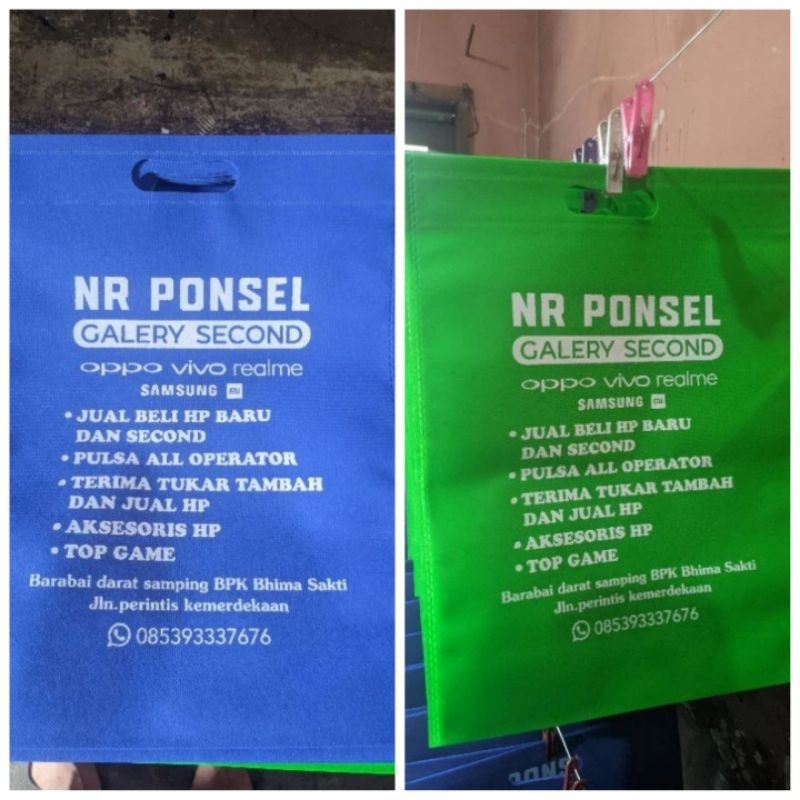 NR PONSEL
GALERY SECOND
oppo vivo realme
SAMSUNG mi
• JUAL BELI HP BARU
DAN SECOND
• PULSA ALL OPERATOR
• TERIMA TUKAR TAMBAH
DAN JUAL HP
• AKSESORIS HP
• TOP GAME
Barabai darat samping BPK Bhima Sakti
Jln.perintis kemerdekaan
085393337676
NR PONSEL
GALERY SECOND
oppo vivo realme
SAMSUNG mi
• JUAL BELI HP BARU
DAN SECOND
• PULSA ALL OPERATOR
• TERIMA TUKAR TAMBAH
DAN JUAL HP
• AKSESORIS HP
• TOP GAME
Barabai darat samping BPK Bhima Sakti
Jln.perintis kemerdekaan
085393337676